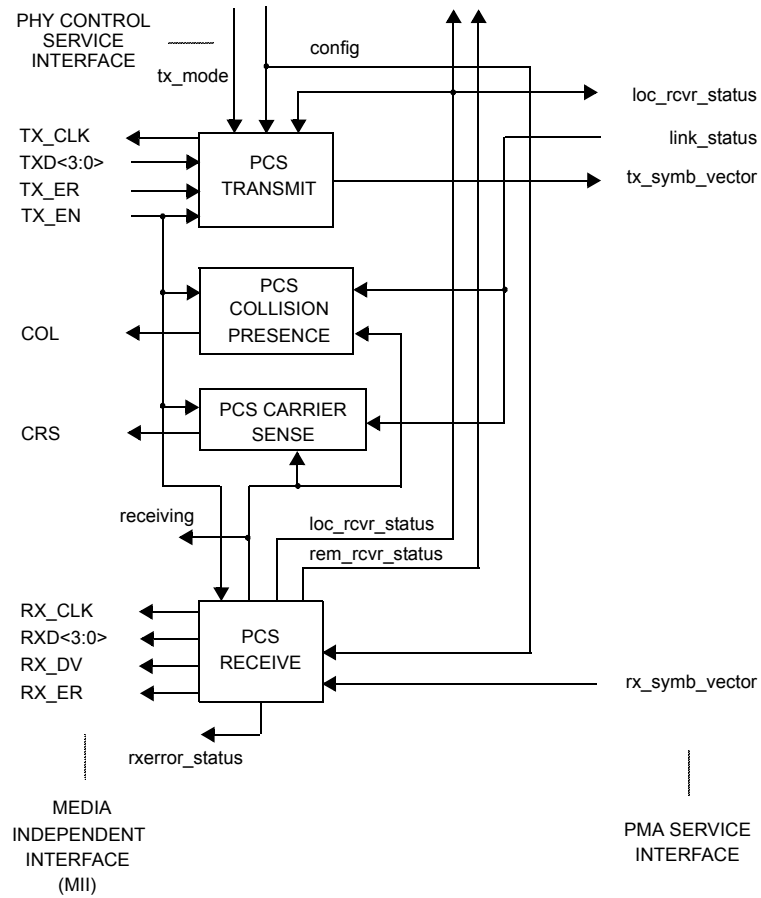 PHY CONTROL
SERVICE
INTERFACE
config
tx_mode
loc_rcvr_status
TX_CLK
link_status
TXD<3:0>
PCS
TRANSMIT
tx_symb_vector
TX_ER
TX_EN
PCS
COLLISION
PRESENCE
COL
PCS CARRIER
SENSE
CRS
receiving
loc_rcvr_status
rem_rcvr_status
RX_CLK
RXD<3:0>
RX_DV
RX_ER
PCS
RECEIVE
rx_symb_vector
rxerror_status
MEDIA
INDEPENDENT
INTERFACE
(MII)
PMA SERVICE
INTERFACE